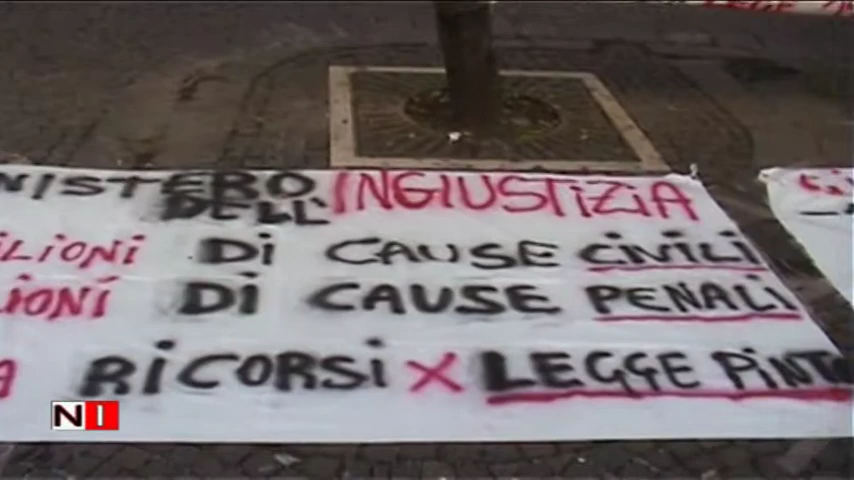 NISTERO DELL'INGIUSTIZIA
LIONI DI CAUSE CIVILI
LIONI DI CAUSE PENALI
A RICORSI X LEGGE PINTO
NI